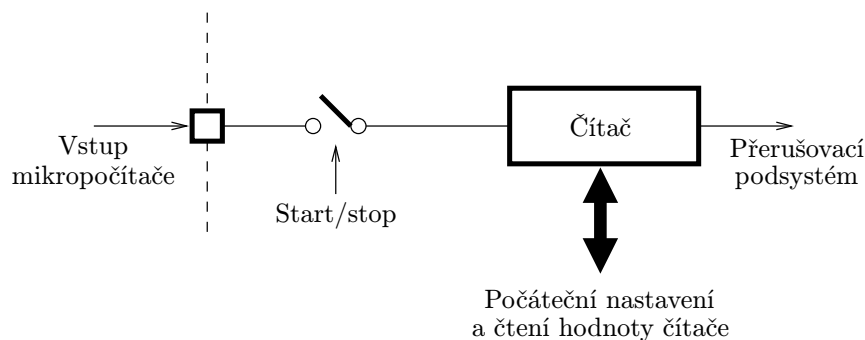 Vstup
mikropočítače
Start/stop
Čítač
Přerušovací
podsystém
Počáteční nastavení
a čtení hodnoty čítače